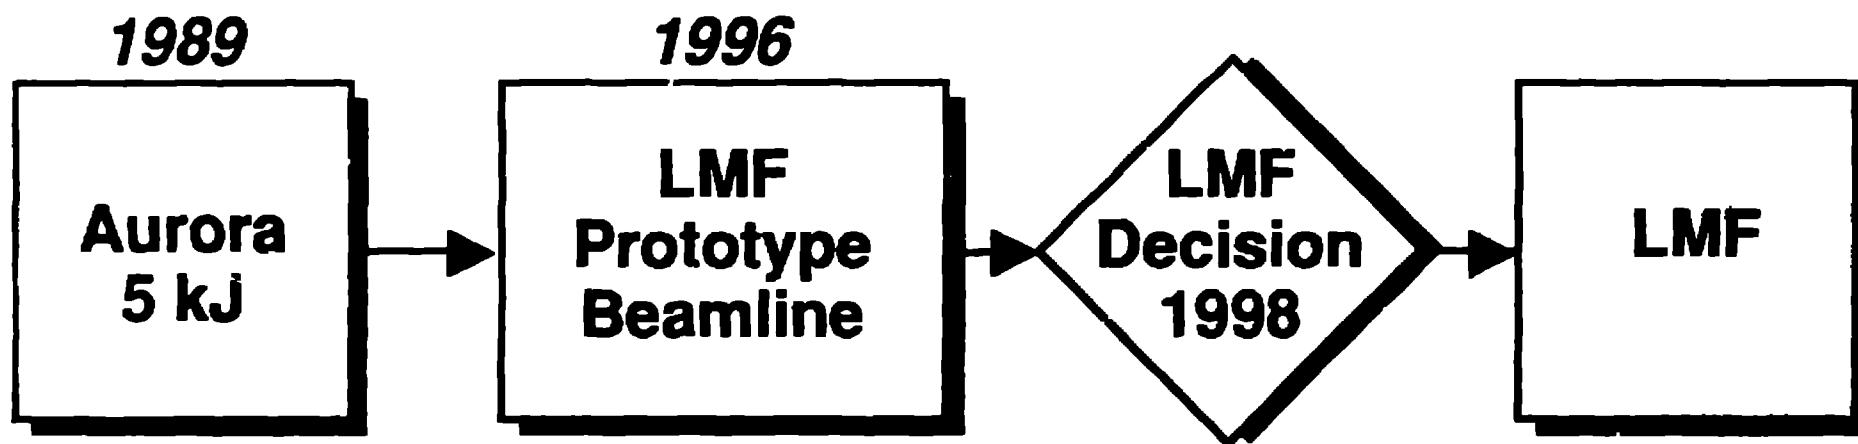 1989
Aurora
5 kJ
1996
LMF
Prototype
Beamline
LMF
Decision
1998
LMF